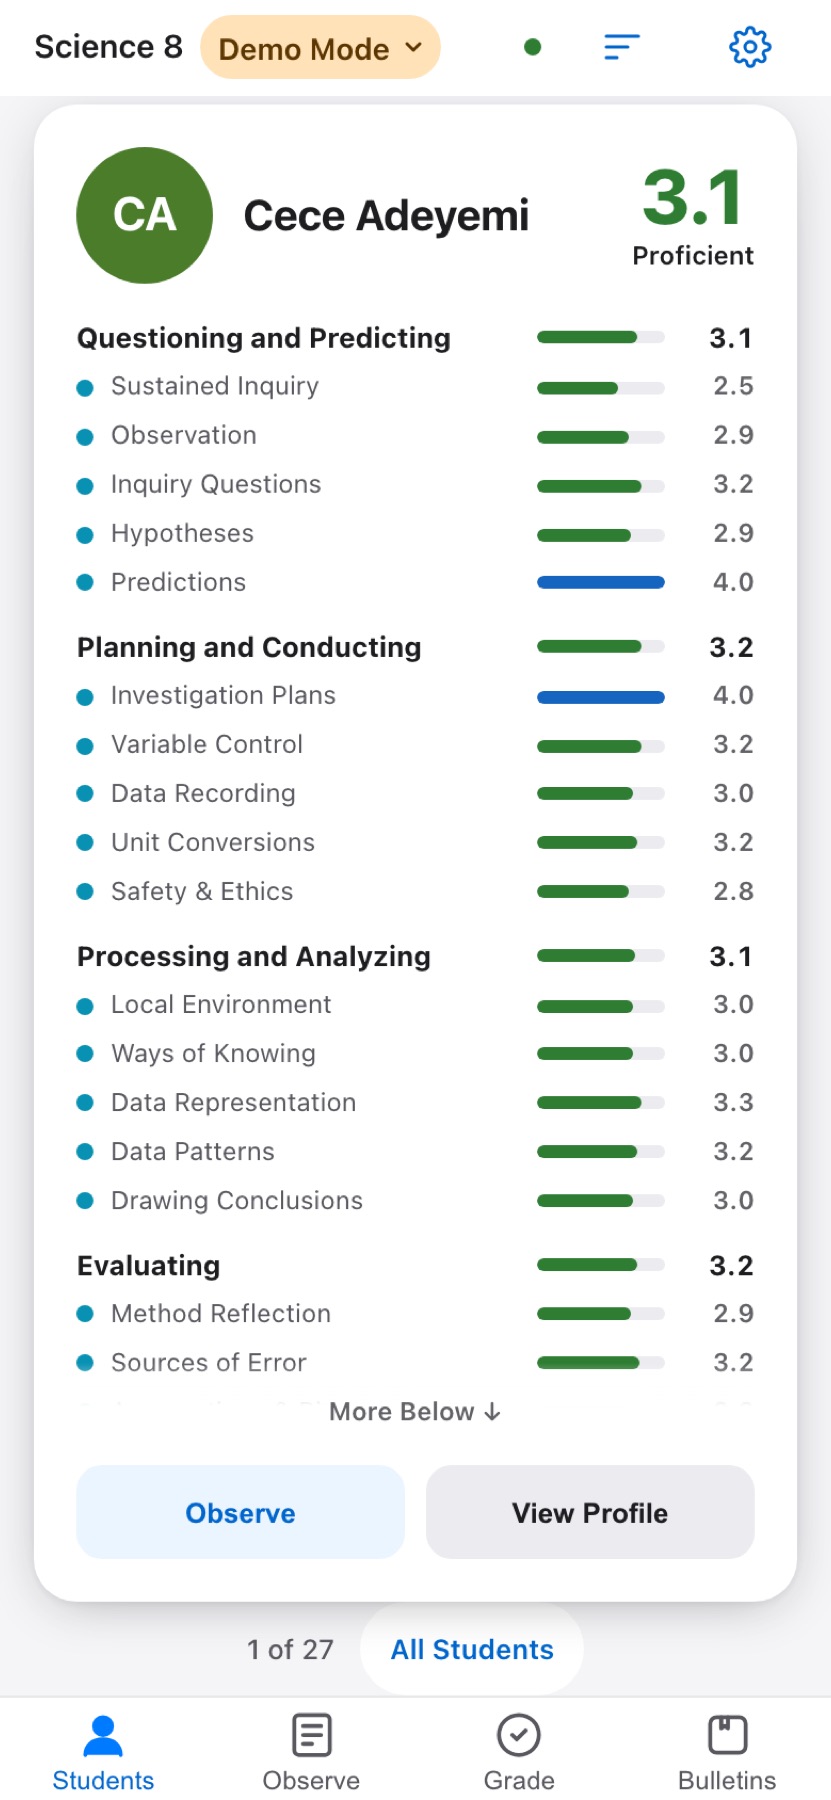 Science 8 Demo Mode
CA Cece Adeyemi 3.1
Proficient
Questioning and Predicting 3.1
Sustained Inquiry 2.5
Observation 2.9
Inquiry Questions 3.2
Hypotheses 2.9
Predictions 4.0
Planning and Conducting 3.2
Investigation Plans 4.0
Variable Control 3.2
Data Recording 3.0
Unit Conversions 3.2
Safety & Ethics 2.8
Processing and Analyzing 3.1
Local Environment 3.0
Ways of Knowing 3.0
Data Representation 3.3
Data Patterns 3.2
Drawing Conclusions 3.0
Evaluating 3.2
Method Reflection 2.9
Sources of Error 3.2
More Below ↓
Observe View Profile
1 of 27 All Students
Students Observe Grade Bulletins